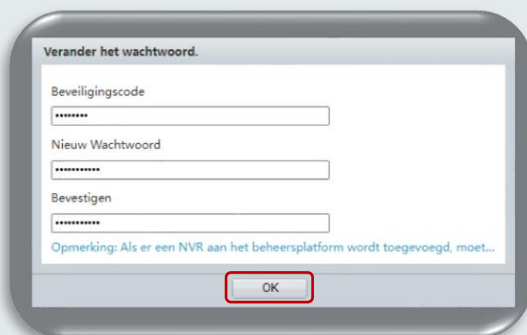 Verander het wachtwoord.
Beveiligingscode
••••••••
Nieuw Wachtwoord
•••••••••••
Bevestigen
•••••••••••
Opmerking: Als er een NVR aan het beheersplatform wordt toegevoegd, moet...
OK